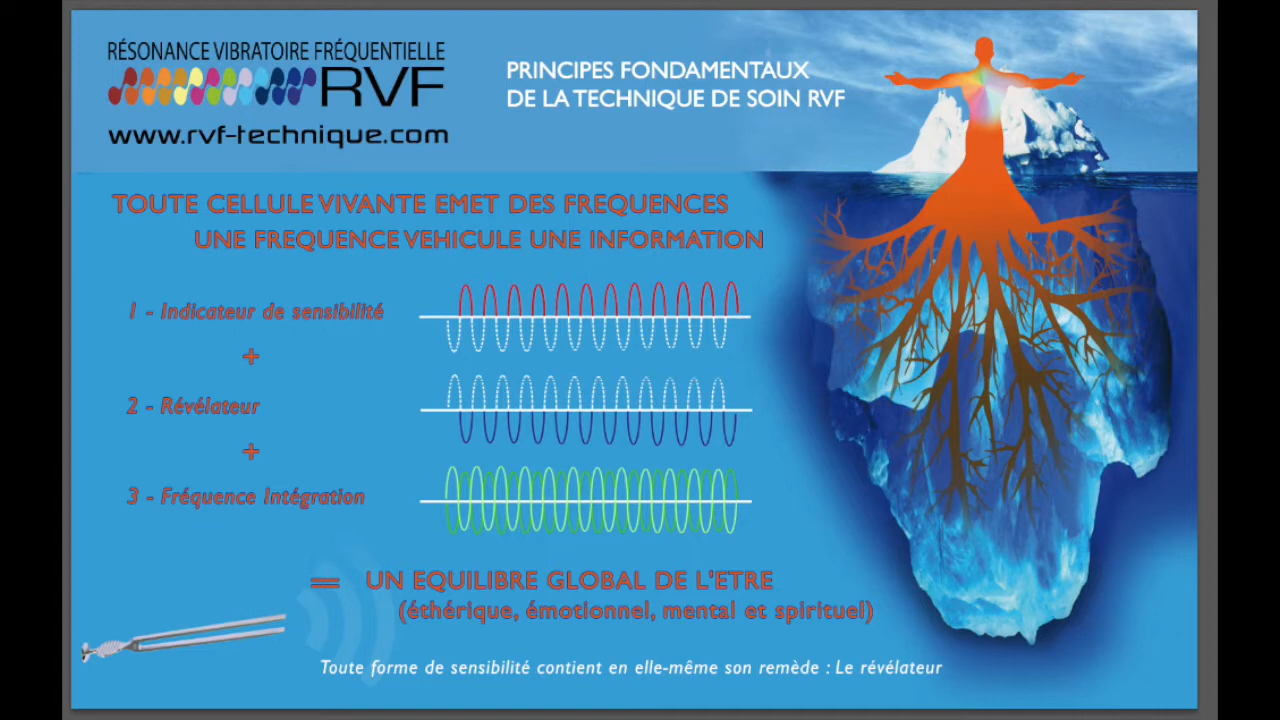 RÉSONANCE VIBRATOIRE FRÉQUENTIELLE
RVF
www.rvf-technique.com
PRINCIPES FONDAMENTAUX
DE LA TECHNIQUE DE SOIN RVF
TOUTE CELLULE VIVANTE EMET DES FREQUENCES
UNE FREQUENCE VEHICULE UNE INFORMATION
1 - Indicateur de sensibilité
+
2 - Révélateur
+
3 - Fréquence Intégration
= UN EQUILIBRE GLOBAL DE L'ETRE
(éthérique, émotionnel, mental et spirituel)
Toute forme de sensibilité contient en elle-même son remède : Le révélateur